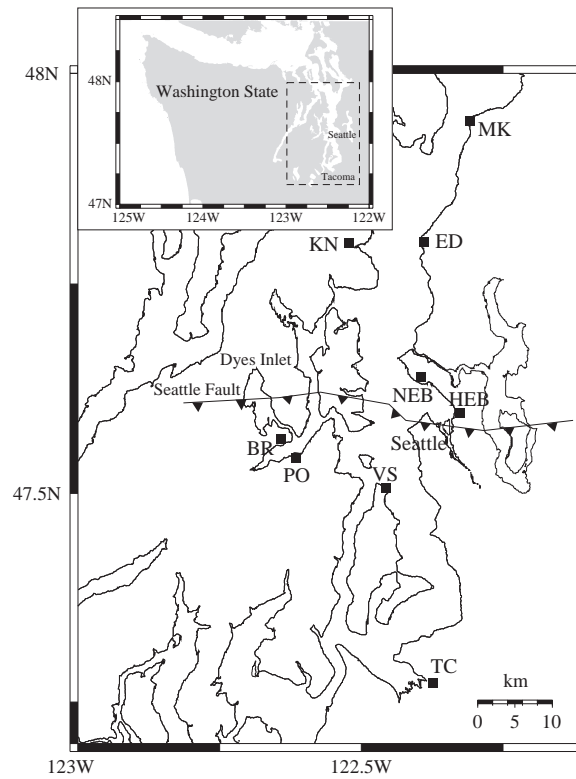 48N
Washington State
Seattle
Tacoma
47N
125W
124W
123W
122W
48N
MK
KN
ED
Dyes Inlet
Seattle Fault
NEB
HEB
Seattle
BR
PO
VS
47.5N
TC
km
0
5
10
123W
122.5W